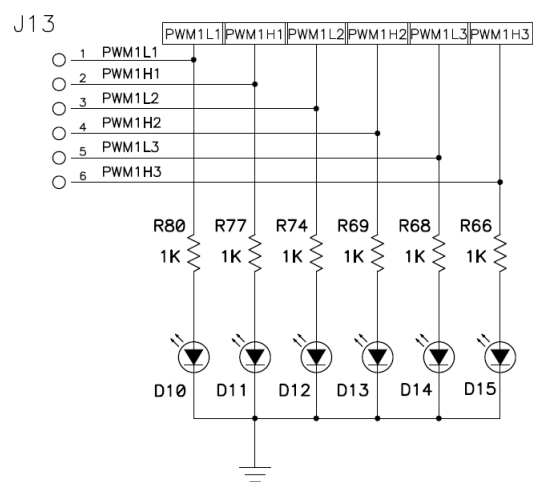 J13
PWM1L1 PWM1H1 PWM1L2 PWM1H2 PWM1L3 PWM1H3
1 PWM1L1
2 PWM1H1
3 PWM1L2
4 PWM1H2
5 PWM1L3
6 PWM1H3
R80 R77 R74 R69 R68 R66
1K 1K 1K 1K 1K 1K
D10 D11 D12 D13 D14 D15